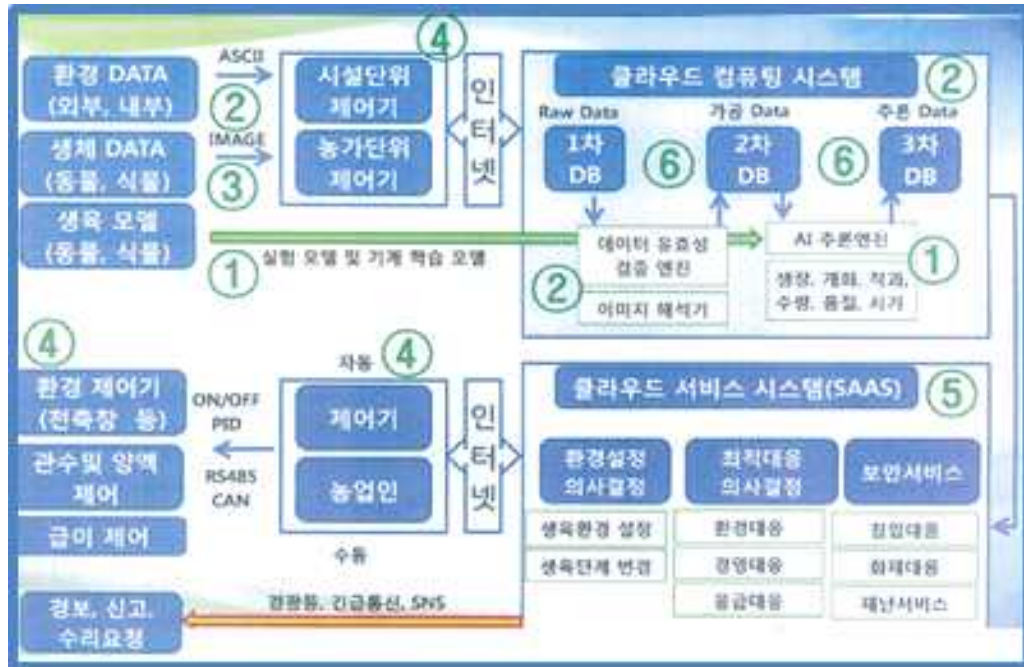 환경 DATA
(외부, 내부)
생체 DATA
(동물, 식물)
생육 모델
(동물, 식물)
ASCII
②
IMAGE
③
④
시설단위
제어기
농가단위
제어기
인
터
넷
①
실험 모델 및 기계 학습 모델
클라우드 컴퓨팅 시스템
②
Raw Data
가공 Data
추론 Data
1차
DB
⑥
2차
DB
⑥
3차
DB
데이터 유효성
검증 엔진
②
이미지 해석기
AI 추론엔진
①
생장, 개화, 착과,
수량, 품질, 시기
④
환경 제어기
(전축창 등)
관수및 양액
제어
급이 제어
경보, 신고,
수리요청
ON/OFF
PID
RS485
CAN
자동
④
제어기
농업인
수동
인
터
넷
경광등, 긴급통신, SNS
클라우드 서비스 시스템(SAAS)
⑤
환경설정
의사결정
생육환경 설정
생육단계 변경
최적대응
의사결정
환경대응
경영대응
응급대응
보안서비스
침입대응
화재대응
재난서비스